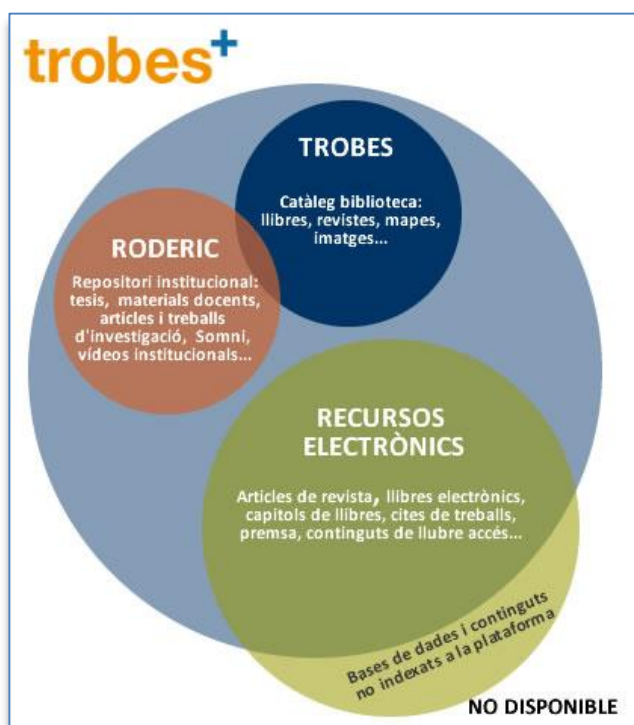 trobes+
TROBES
Catàleg biblioteca:
llibres, revistes, mapes,
imatges...
RODERIC
Repositori institucional:
tesis, materials docents,
articles i treballs
d'investigació, Somni,
vídeos institucionals...
RECURSOS
ELECTRÒNICS
Articles de revista, llibres electrònics,
capitols de llibres, cites de treballs,
premsa, continguts de llubre accés...
Bases de dades i continguts
no indexats a la plataforma
NO DISPONIBLE